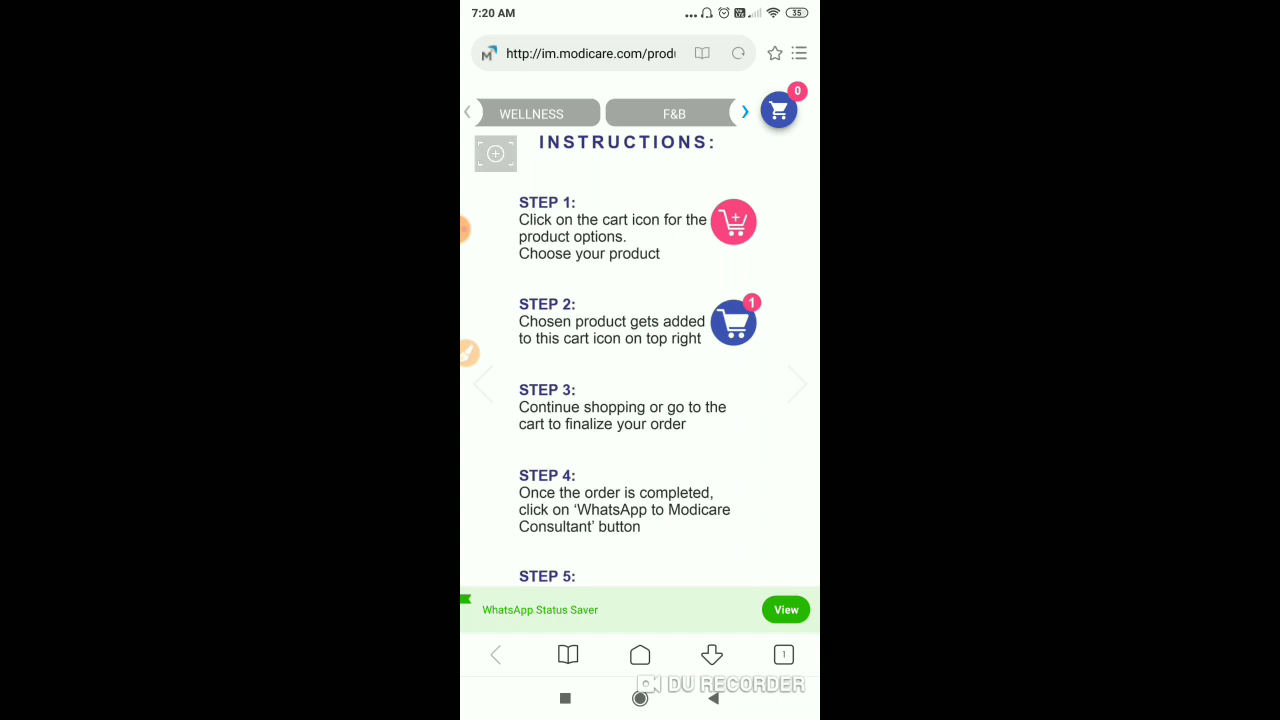 7:20 AM
35
http://im.modicare.com/prod
0
WELLNESS
F&B
INSTRUCTIONS:
STEP 1:
Click on the cart icon for the
product options.
Choose your product
STEP 2:
1
Chosen product gets added
to this cart icon on top right
STEP 3:
Continue shopping or go to the
cart to finalize your order
STEP 4:
Once the order is completed,
click on ‘WhatsApp to Modicare
Consultant’ button
STEP 5:
WhatsApp Status Saver
View
1
DU RECORDER